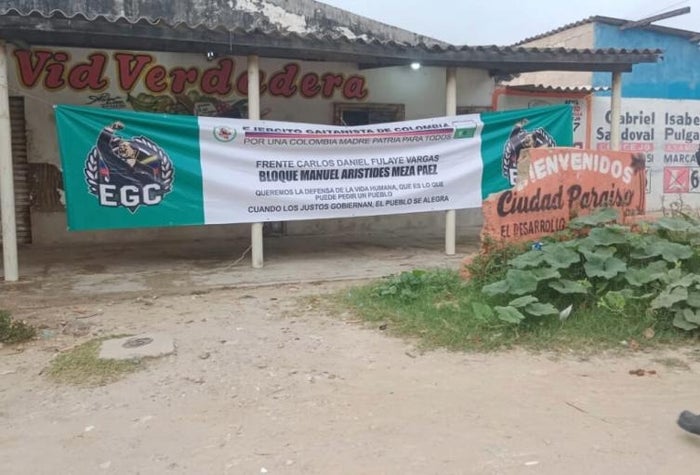 Vid Verdadera
EJERCITO GAITANISTA DE COLOMBIA
POR UNA COLOMBIA MADRE PATRIA PARA TODOS
FRENTE CARLOS DANIEL FULAYE VARGAS
BLOQUE MANUEL ARISTIDES MEZA PAEZ.
QUEREMOS LA DEFENSA DE LA VIDA HUMANA, QUE ES LO QUE
PUEDE PEDIR UN PUEBLO
CUANDO LOS JUSTOS GOBIERNAN, EL PUEBLO SE ALEGRA
EGC
EGC
BIENVENIDOS
Ciudad Paraiso
EL DESARROLLO
Gabriel
Sandoval
Isabe
Pulga
MARCA